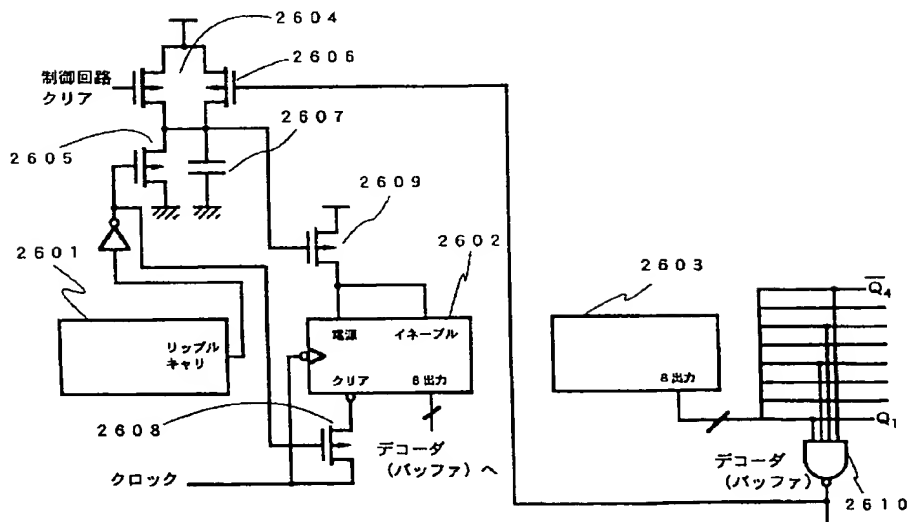 2604
2606
制御回路
クリア
2607
2605
2609
2602
2601
2603
Q̅4
電源 イネーブル
リップル
キャリ
8出力
クリア 8出力
Q1
2608
デコーダ
(バッファ)へ
デコーダ
(バッファ)
クロック
2610